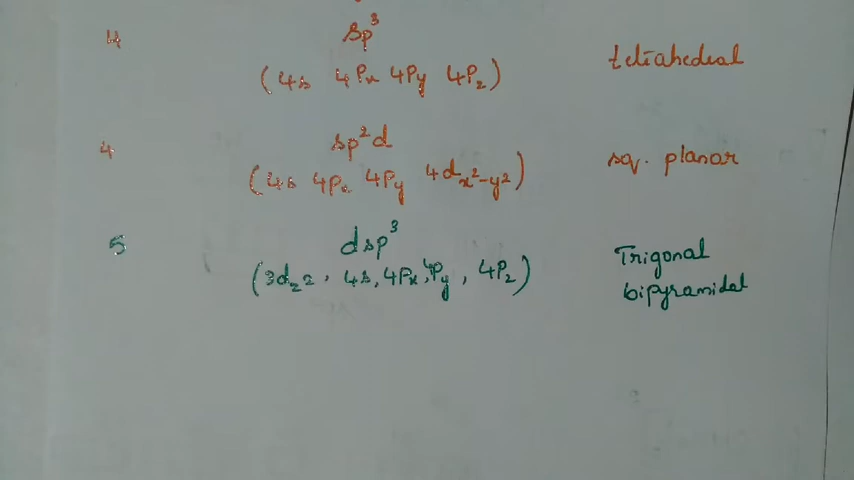 4 sp³ tetrahedral
(4s 4Px 4Py 4Pz)
4 sp²d sq. planar
(4s 4Px 4Py 4dx²-y²)
5 dsp³ Trigonal
(3dz², 4s, 4Px, 4Py, 4Pz) bipyramidal